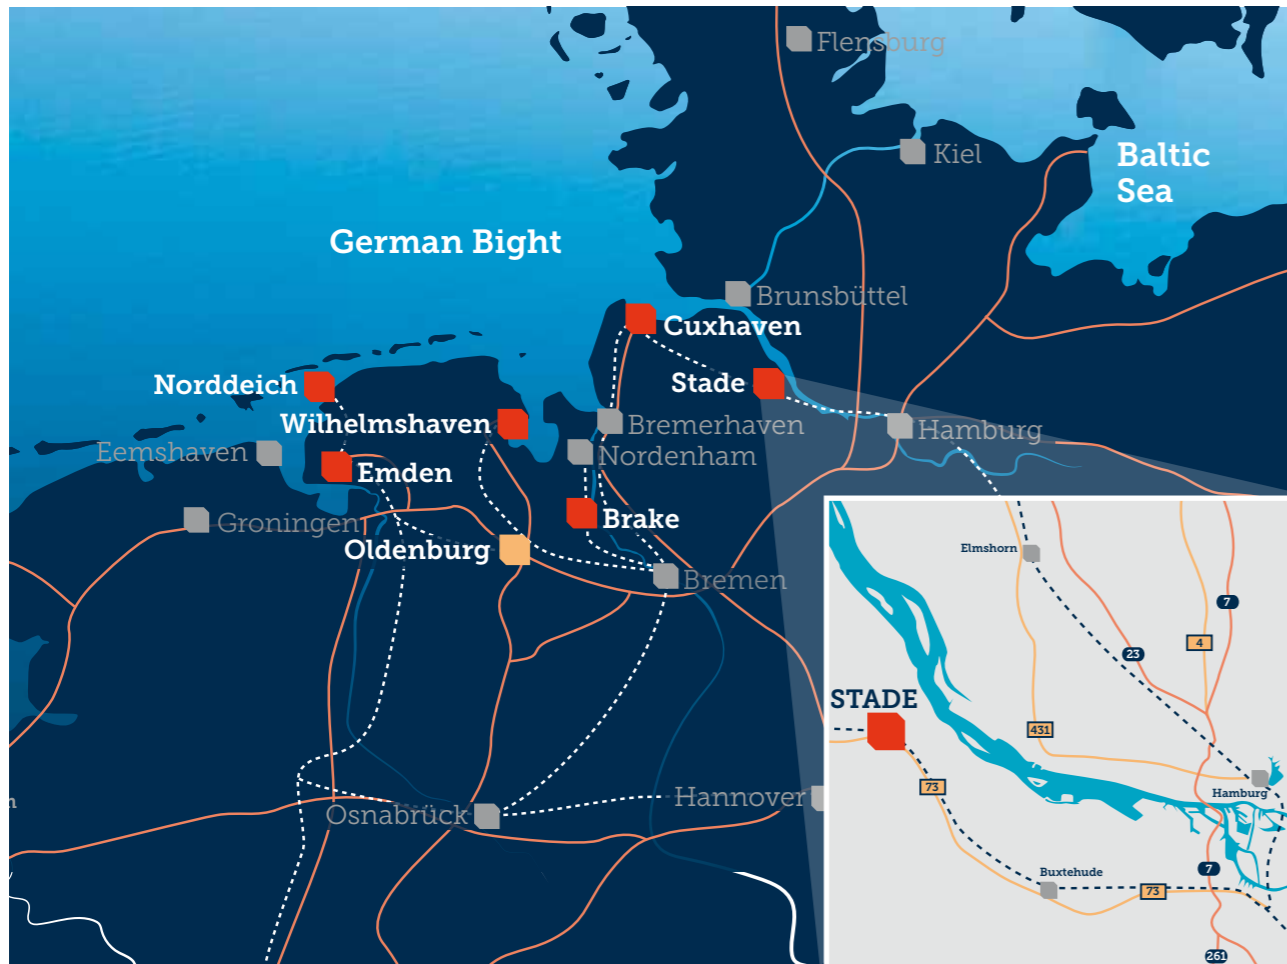 Flensburg
Kiel
Baltic
Sea
German Bight
Brunsbüttel
Cuxhaven
Norddeich
Stade
Wilhelmshaven
Bremerhaven
Hamburg
Eemshaven
Nordenham
Emden
Groningen
Brake
Oldenburg
Bremen
Hannover
Osnabrück
Elmshorn
7
4
23
STADE
431
73
Hamburg
Buxtehude
7
73
261